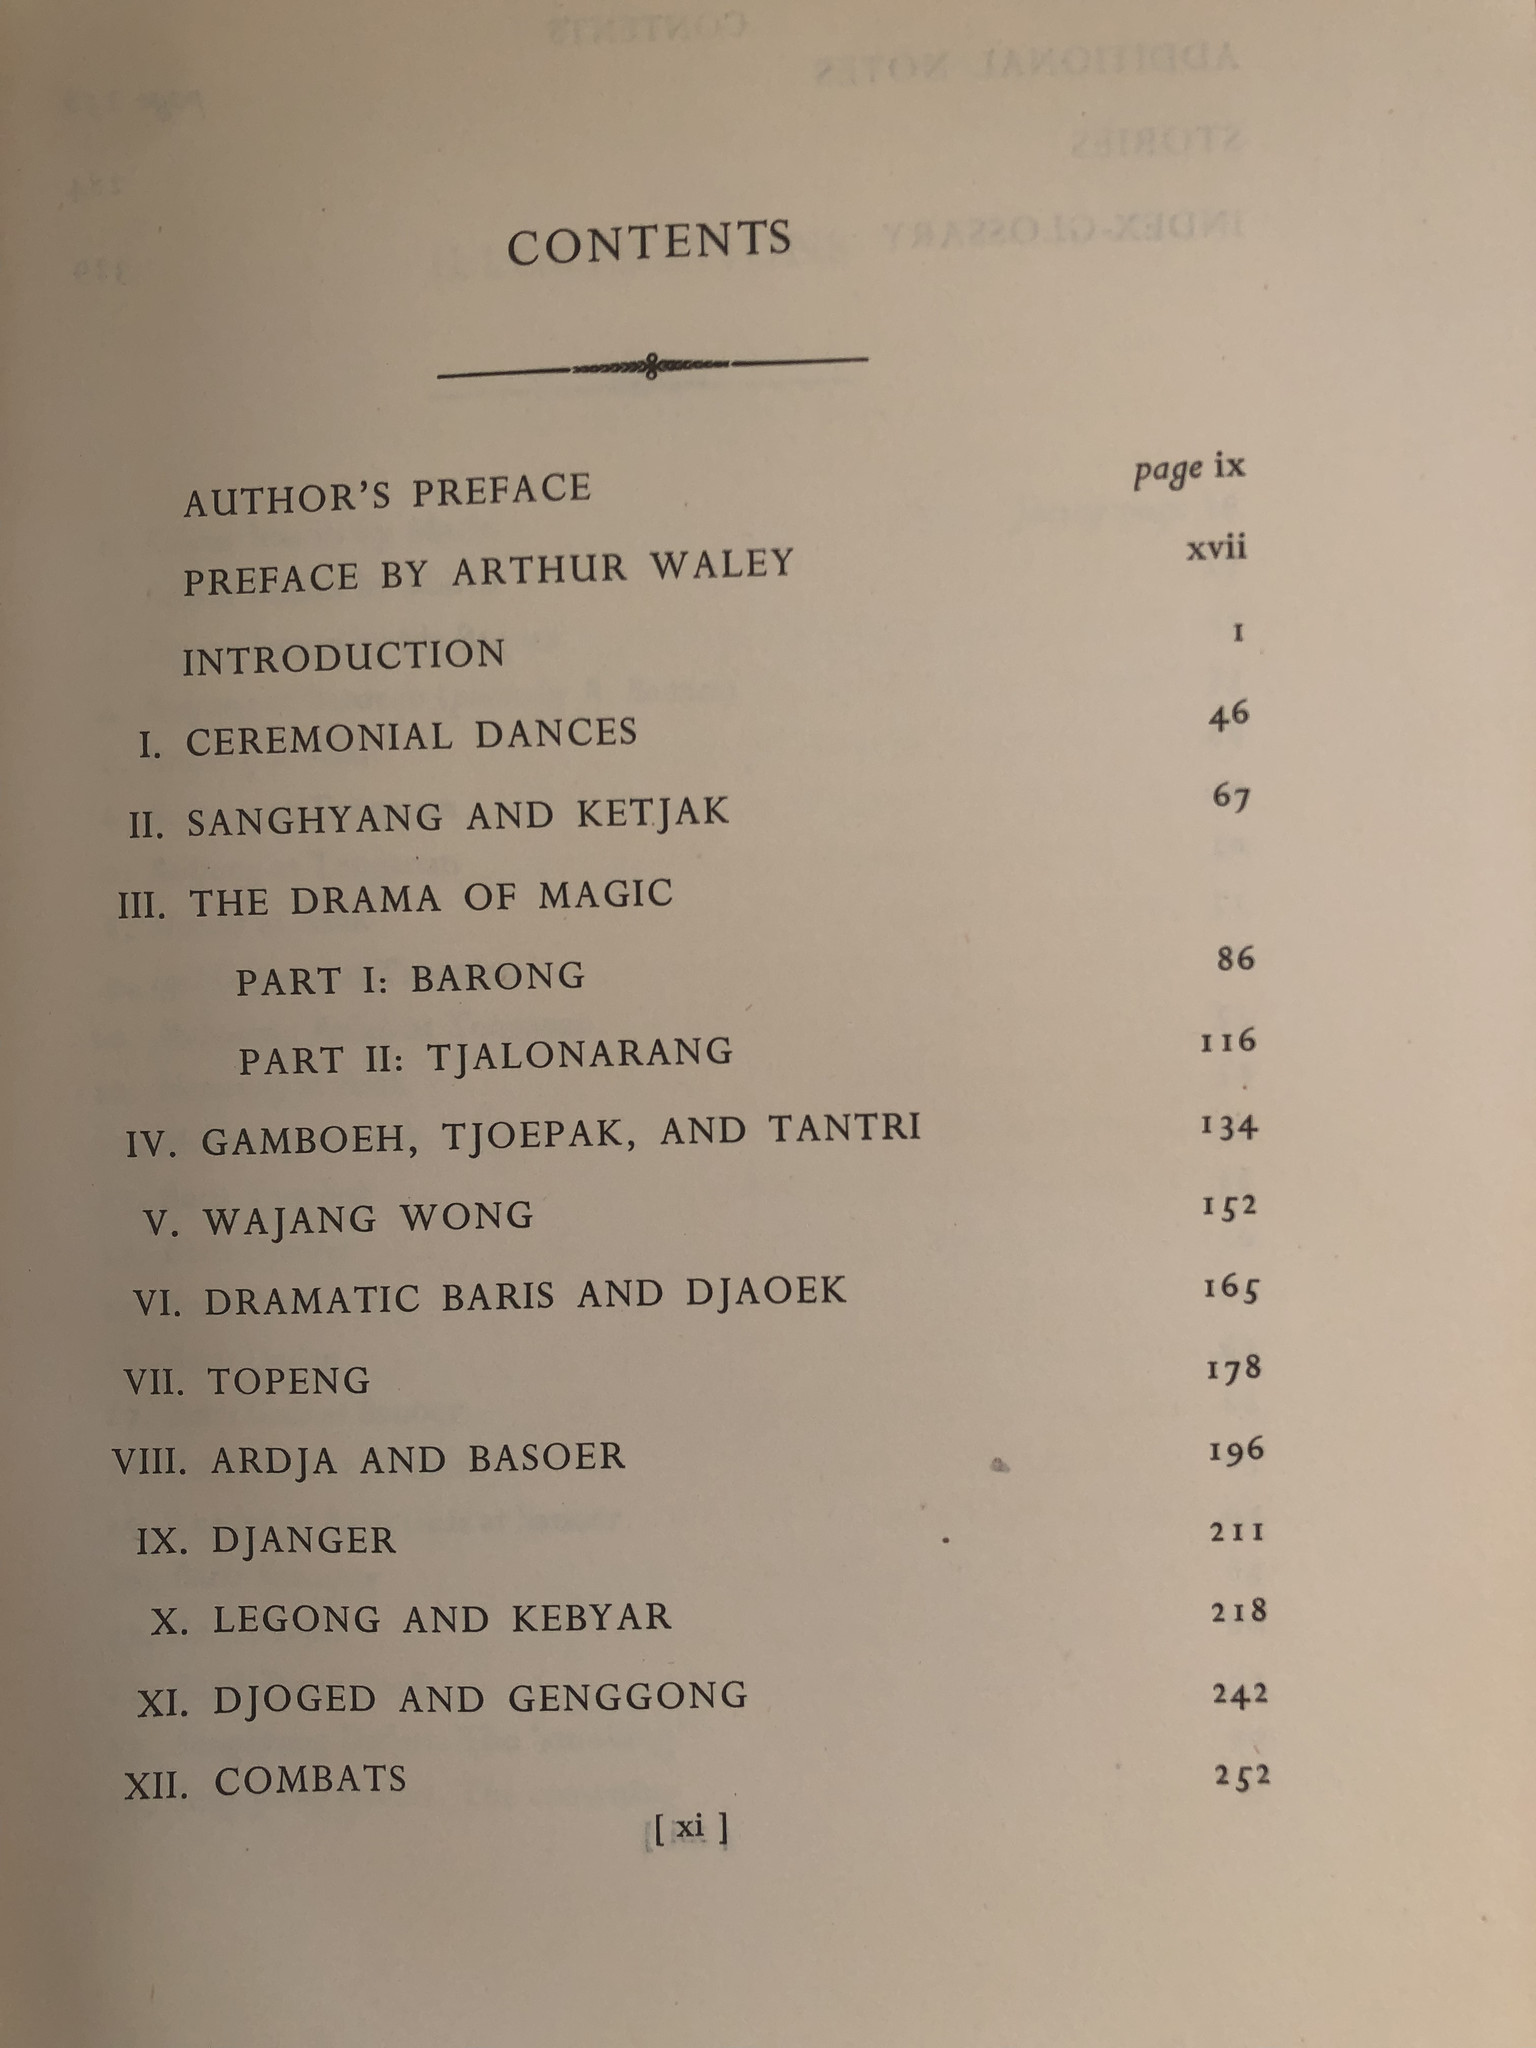 CONTENTS
AUTHOR'S PREFACE page ix
PREFACE BY ARTHUR WALEY xvii
INTRODUCTION 1
I. CEREMONIAL DANCES 46
II. SANGHYANG AND KETJAK 67
III. THE DRAMA OF MAGIC
PART I: BARONG 86
PART II: TJALONARANG 116
IV. GAMBOEH, TJOEPAK, AND TANTRI 134
V. WAJANG WONG 152
VI. DRAMATIC BARIS AND DJAOEK 165
VII. TOPENG 178
VIII. ARDJA AND BASOER 196
IX. DJANGER 211
X. LEGONG AND KEBYAR 218
XI. DJOGED AND GENGGONG 242
XII. COMBATS 252
[ xi ]